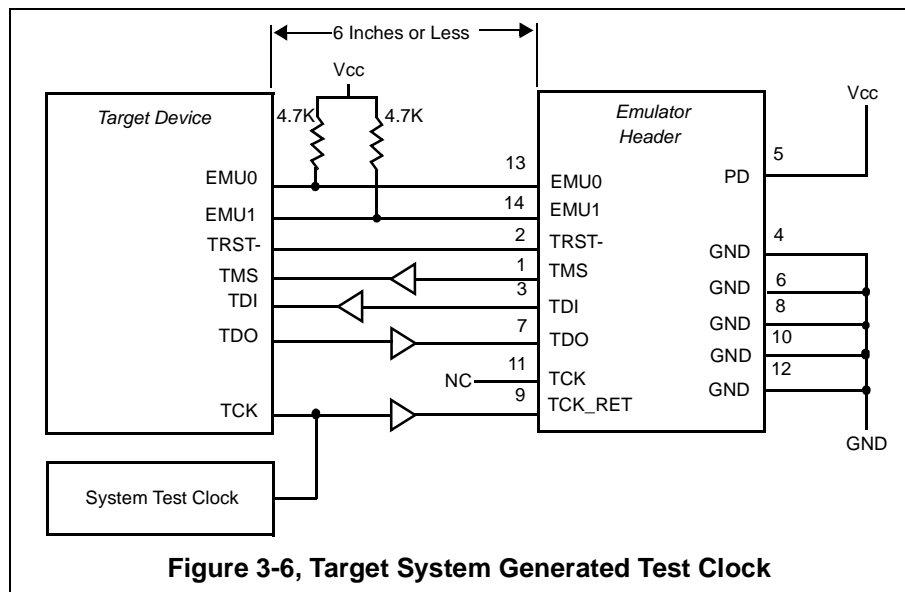 6 Inches or Less
Vcc
Target Device
4.7K
4.7K
Emulator
Header
Vcc
EMU0
13
EMU0
5
PD
EMU1
14
EMU1
TRST-
2
TRST-
4
GND
TMS
1
TMS
6
GND
TDI
3
TDI
8
GND
TDO
7
TDO
10
GND
NC
11
TCK
12
GND
TCK
9
TCK_RET
GND
System Test Clock
Figure 3-6, Target System Generated Test Clock